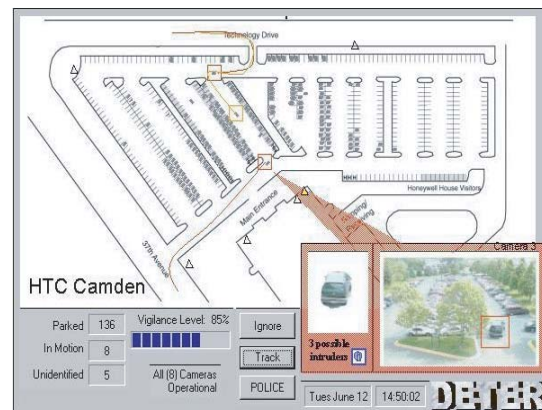 Technology Drive
Honeywell House Visitors
Main Entrance
Shipping/
Receiving
37th Avenue
Camera 3
HTC Camden
3 possible
intruders
Parked 136
In Motion 8
Unidentified 5
Vigilance Level: 85%
All (8) Cameras
Operational
Ignore
Track
POLICE
Tues June 12
14:50:02
DETER